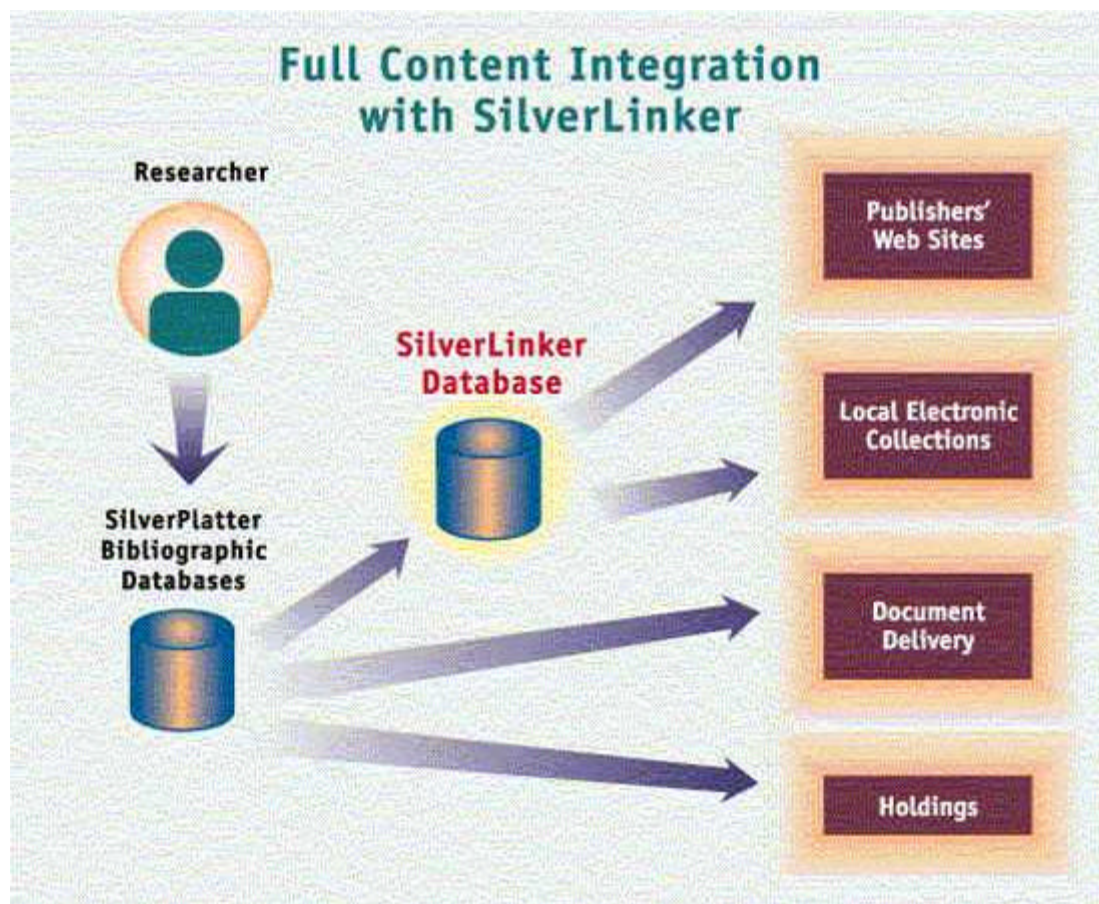 Full Content Integration
with SilverLinker
Researcher
SilverLinker
Database
SilverPlatter
Bibliographic
Databases
Publishers'
Web Sites
Local Electronic
Collections
Document
Delivery
Holdings